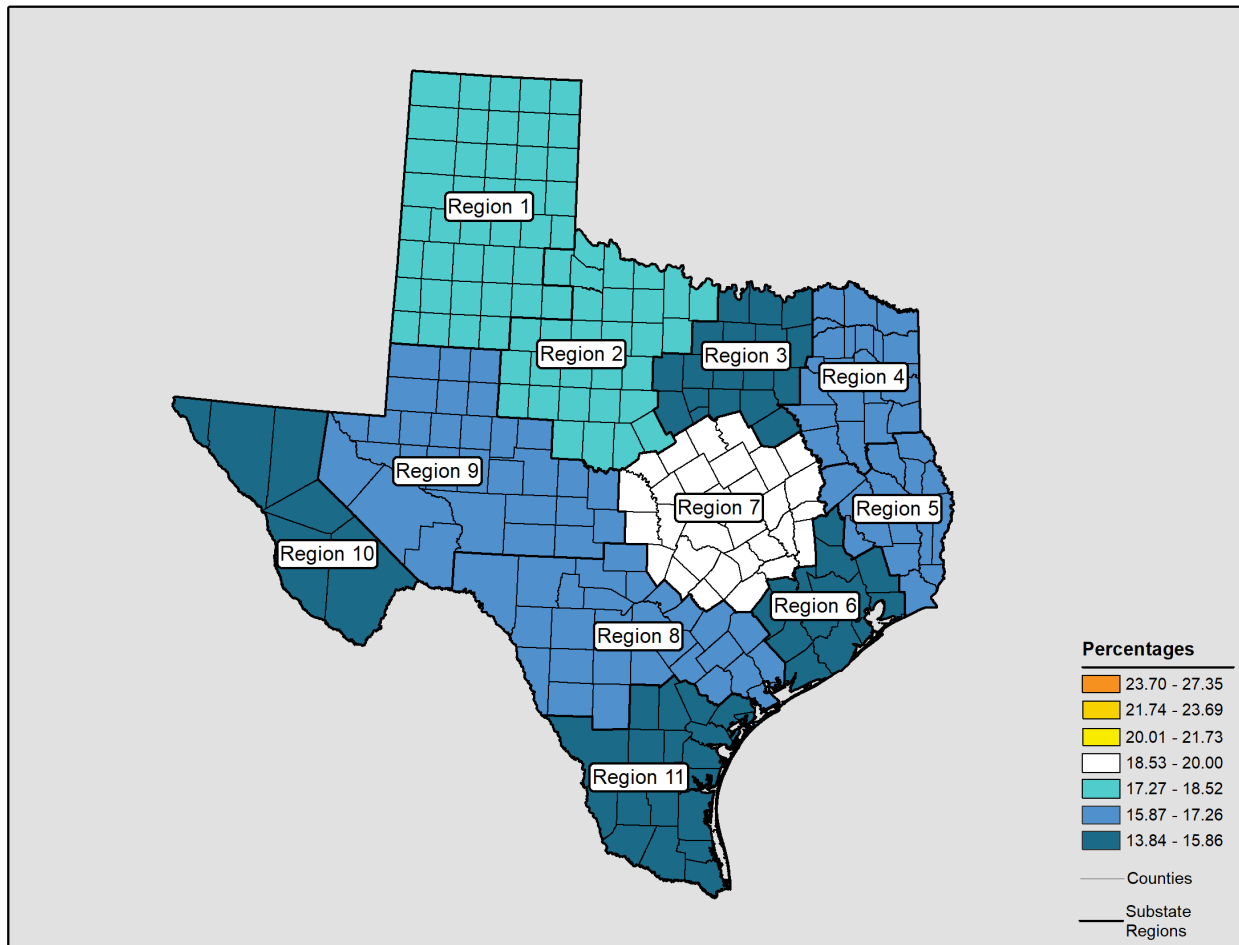 Region 1
Region 2
Region 3
Region 4
Region 9
Region 7
Region 5
Region 10
Region 6
Region 8
Region 11
Percentages
23.70 - 27.35
21.74 - 23.69
20.01 - 21.73
18.53 - 20.00
17.27 - 18.52
15.87 - 17.26
13.84 - 15.86
Counties
Substate
Regions